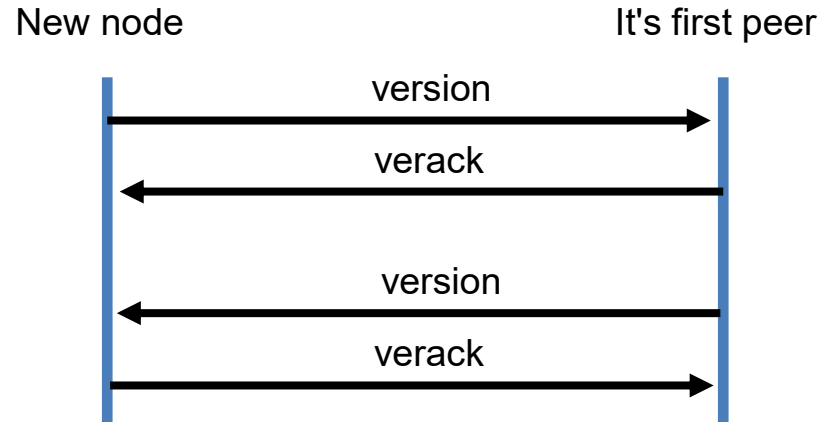 New node
It's first peer
version
verack
version
verack